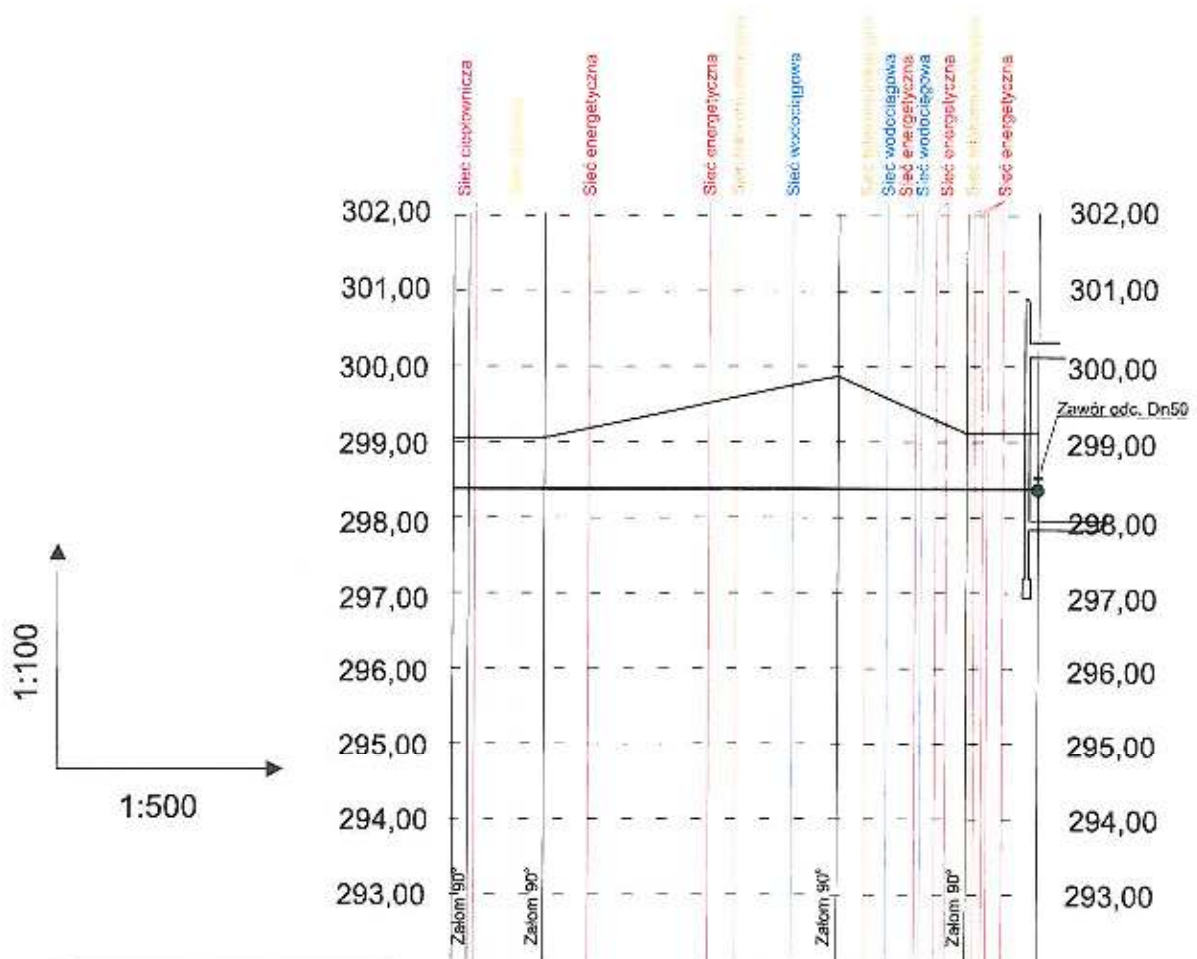 Sieć ciepłownicza
Sieć energetyczna
Sieć energetyczna
Sieć wodociągowa
Sieć wodociągowa
Sieć energetyczna
Sieć wodociągowa
Sieć energetyczna
Sieć energetyczna
302,00
302,00
301,00
301,00
300,00
300,00
Zawór odc. Dn50
299,00
299,00
298,00
298,00
297,00
297,00
296,00
296,00
295,00
295,00
294,00
294,00
293,00
293,00
1:100
1:500
Załom 90°
Załom 90°
Załom 90°
Załom 90°